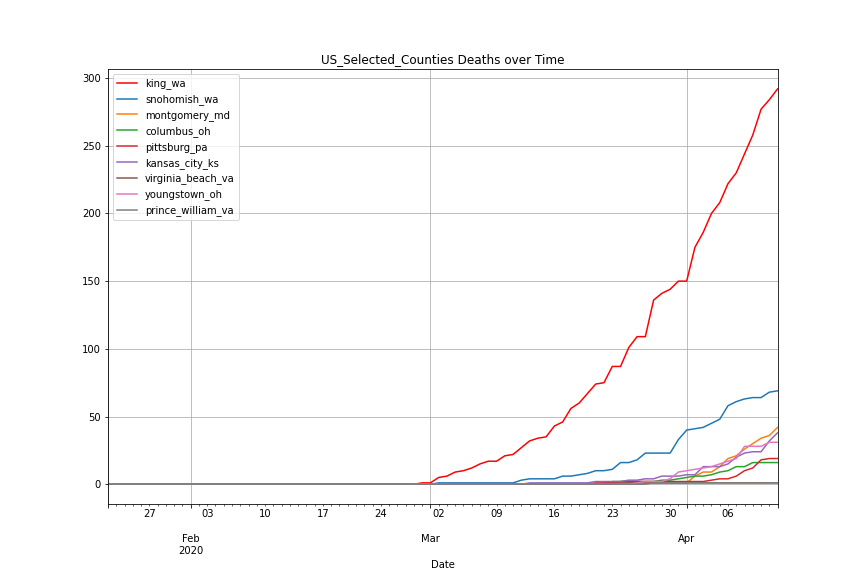 US_Selected_Counties Deaths over Time
king_wa
snohomish_wa
montgomery_md
columbus_oh
pittsburg_pa
kansas_city_ks
virginia_beach_va
youngstown_oh
prince_william_va
300
250
200
150
100
50
0
27 03 10 17 24 02 09 16 23 30 06
Feb Mar Apr
2020
Date